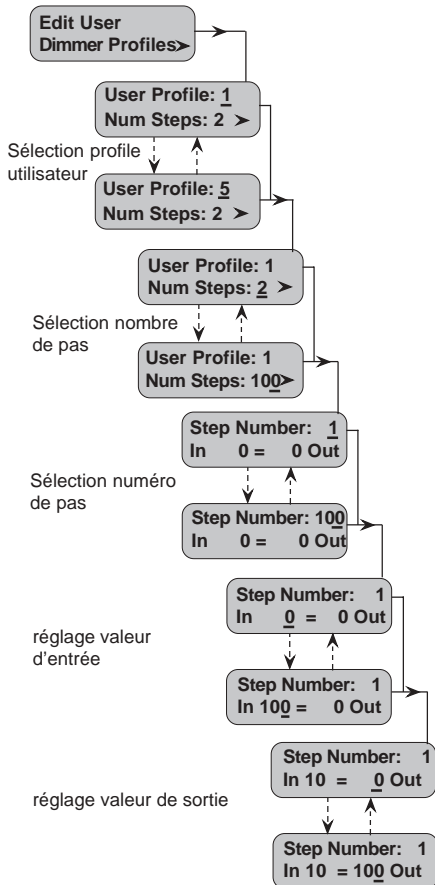 Edit User
Dimmer Profiles➤
User Profile: 1
Num Steps: 2 ➤
Sélection profile
utilisateur
User Profile: 5
Num Steps: 2 ➤
User Profile: 1
Num Steps: 2 ➤
Sélection nombre
de pas
User Profile: 1
Num Steps: 100➤
Step Number: 1
In 0 = 0 Out
Sélection numéro
de pas
Step Number: 100
In 0 = 0 Out
Step Number: 1
In 0 = 0 Out
réglage valeur
d'entrée
Step Number: 1
In 100 = 0 Out
Step Number: 1
In 10 = 0 Out
réglage valeur de sortie
Step Number: 1
In 10 = 100 Out